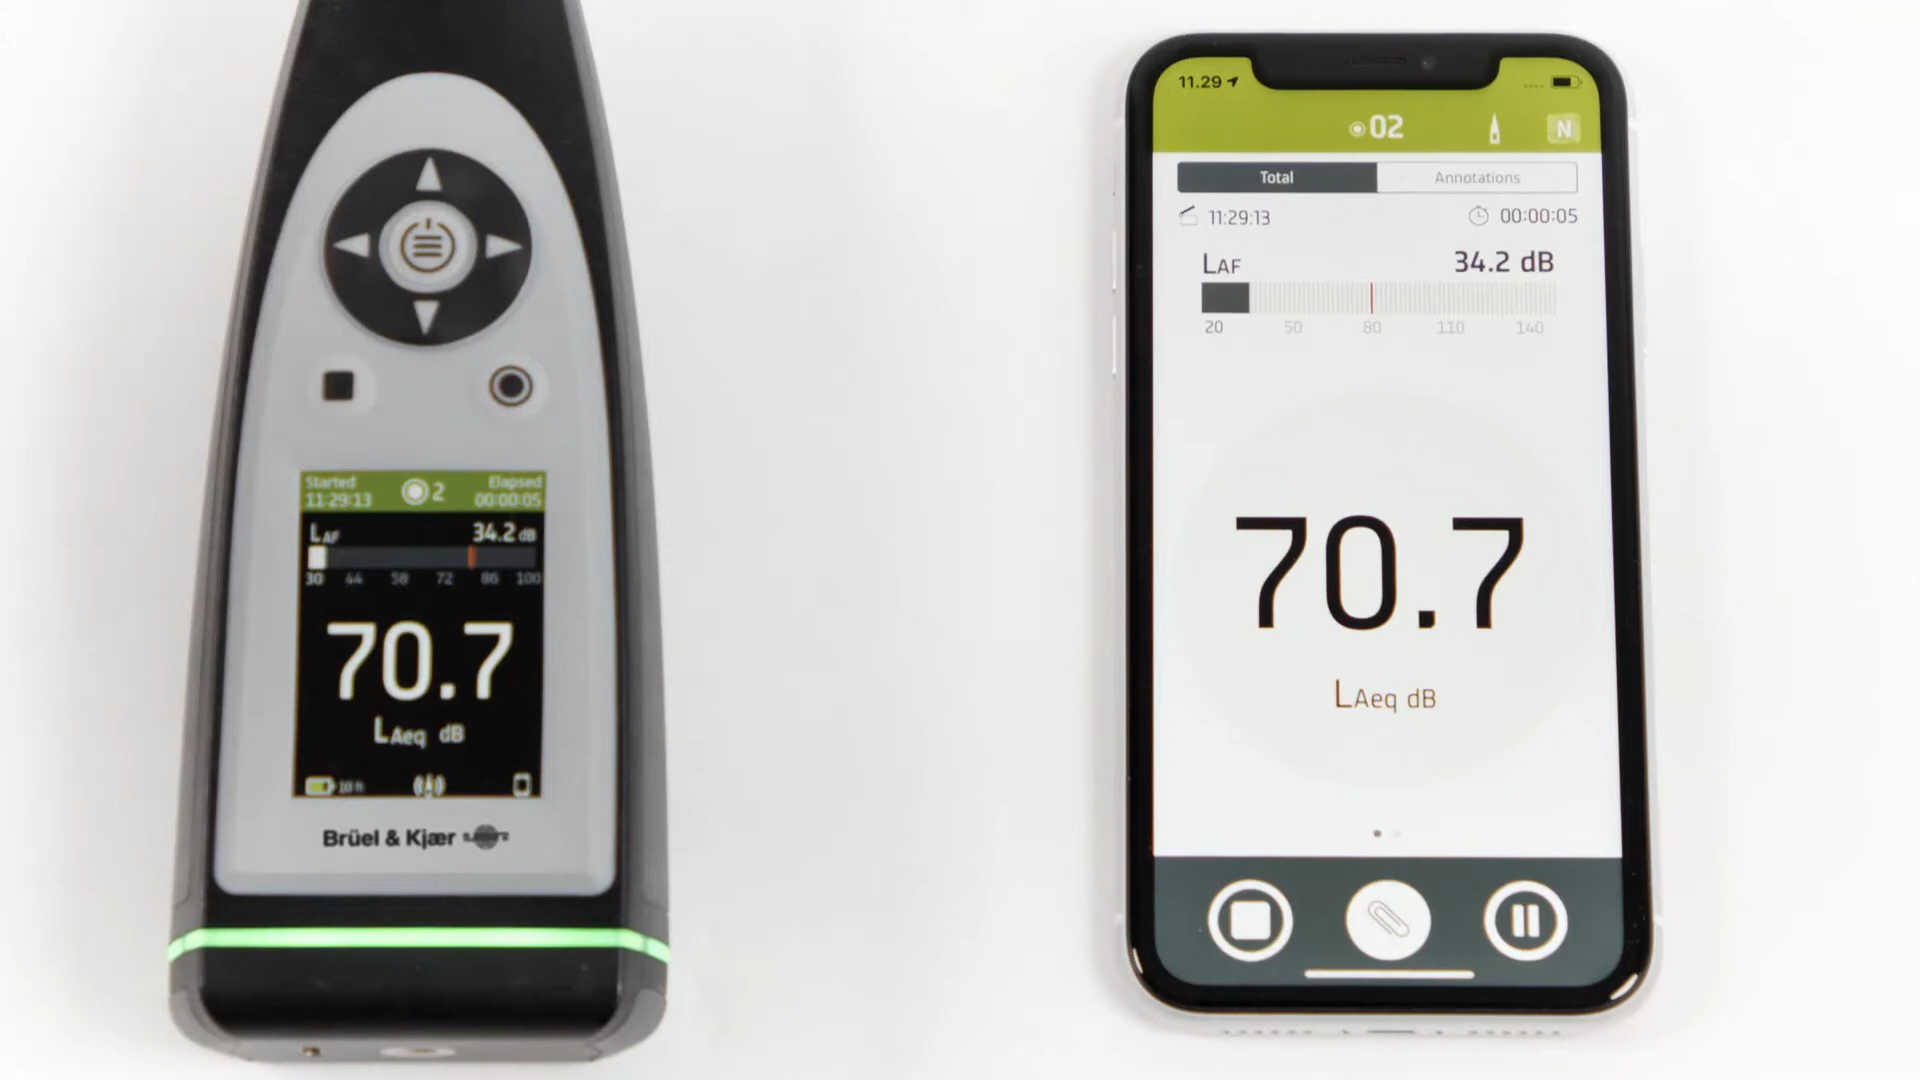 Started
11:29:13
2
Elapsed
00:00:05
LAF 34.2 dB
30 44 58 72 86 100
70.7
LAeq dB
10 h
Brüel & Kjær
11.29
02
N
Total Annotations
11:29:13 00:00:05
LAF 34.2 dB
20 50 80 110 140
70.7
LAeq dB